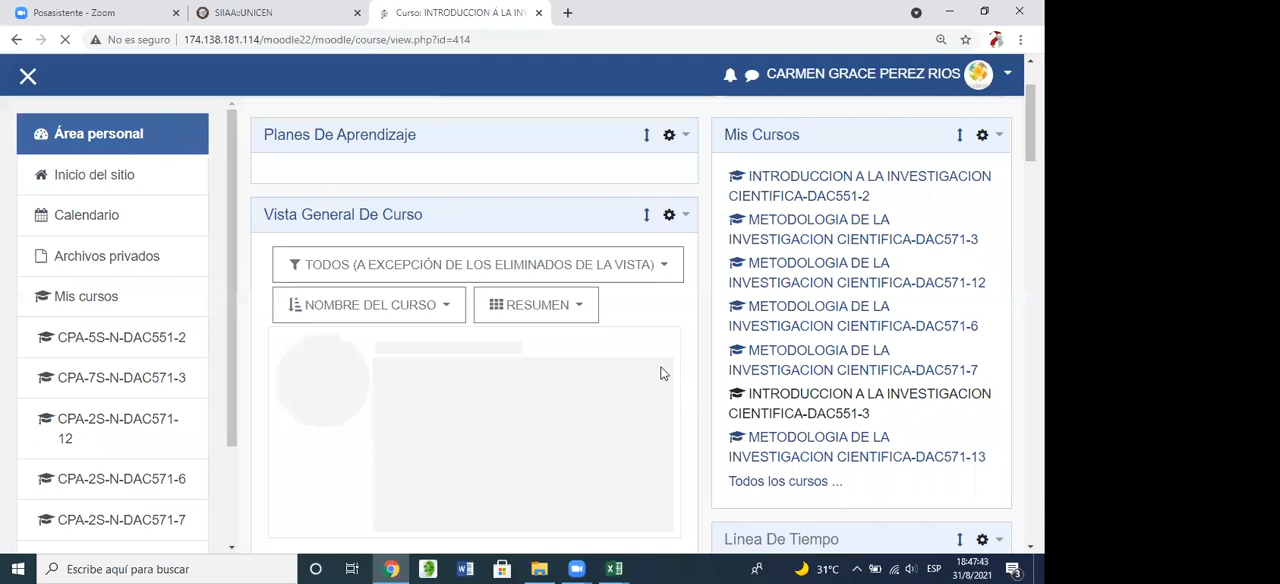 Posasistente - Zoom
SIIAA::UNICEN
Curso: INTRODUCCION A LA IN
No es seguro
174.138.181.114/moodle22/moodle/course/view.php?id=414
CARMEN GRACE PEREZ RIOS
Área personal
Inicio del sitio
Calendario
Archivos privados
Mis cursos
CPA-5S-N-DAC551-2
CPA-7S-N-DAC571-3
CPA-2S-N-DAC571-
12
CPA-2S-N-DAC571-6
CPA-2S-N-DAC571-7
Planes De Aprendizaje
Vista General De Curso
TODOS (A EXCEPCIÓN DE LOS ELIMINADOS DE LA VISTA)
NOMBRE DEL CURSO
RESUMEN
Mis Cursos
INTRODUCCION A LA INVESTIGACION
CIENTIFICA-DAC551-2
METODOLOGIA DE LA
INVESTIGACION CIENTIFICA-DAC571-3
METODOLOGIA DE LA
INVESTIGACION CIENTIFICA-DAC571-12
METODOLOGIA DE LA
INVESTIGACION CIENTIFICA-DAC571-6
METODOLOGIA DE LA
INVESTIGACION CIENTIFICA-DAC571-7
INTRODUCCION A LA INVESTIGACION
CIENTIFICA-DAC551-3
METODOLOGIA DE LA
INVESTIGACION CIENTIFICA-DAC571-13
Todos los cursos ...
Línea De Tiempo
Escribe aquí para buscar
31°C
ESP
18:47:43
31/8/2021
3